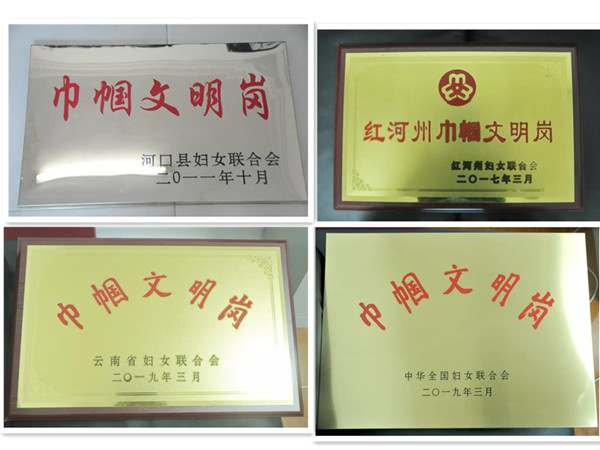 巾帼文明岗
河口县妇女联合会
二〇一一年十月
红河州巾帼文明岗
红河州妇女联合会
二〇一七年三月
巾帼文明岗
云南省妇女联合会
二〇一九年三月
巾帼文明岗
中华全国妇女联合会
二〇一九年三月